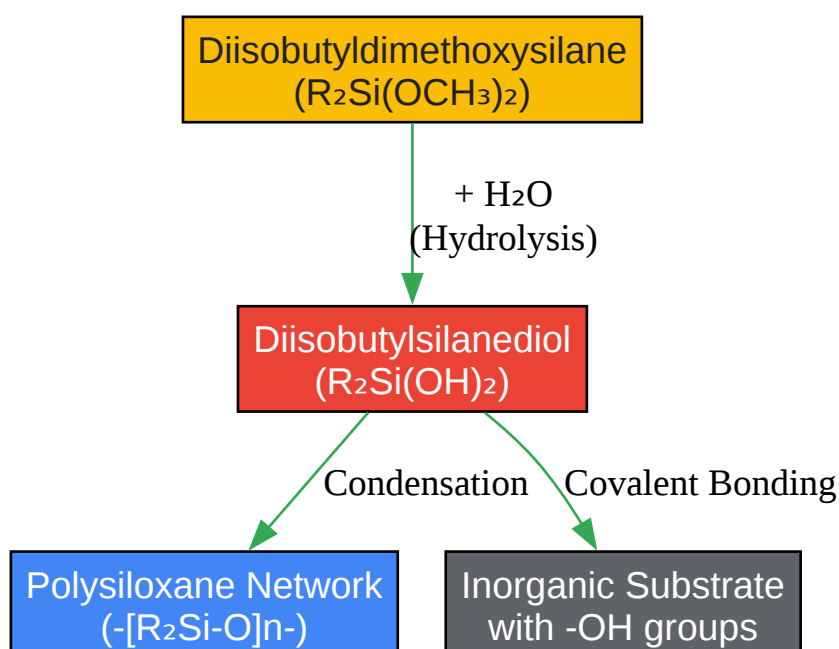 Diisobutyldimethoxysilane
(R₂Si(OCH₃)₂)
+ H₂O
(Hydrolysis)
Diisobutylsilanediol
(R₂Si(OH)₂)
Condensation
Covalent Bonding
Polysiloxane Network
(-[R₂Si-O]n-)
Inorganic Substrate
with -OH groups